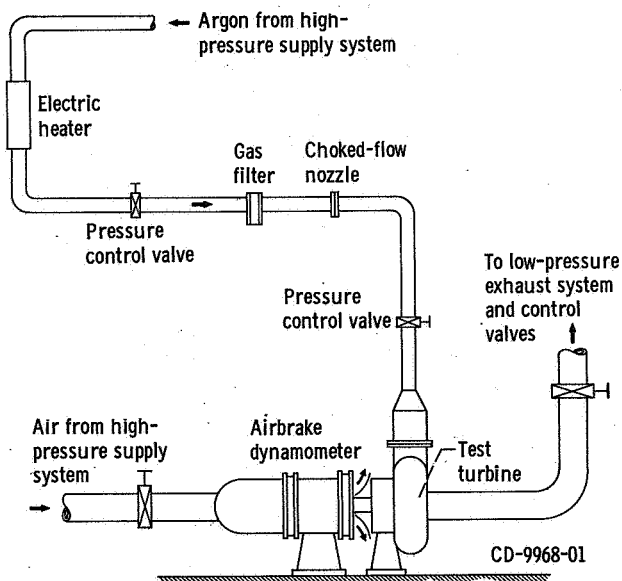 Argon from high-
pressure supply system
Electric
heater
Gas
filter
Choked-flow
nozzle
Pressure
control valve
To low-pressure
exhaust system
and control
valves
Pressure
control valve
Air from high-
pressure supply
system
Airbrake
dynamometer
Test
turbine
CD-9968-01